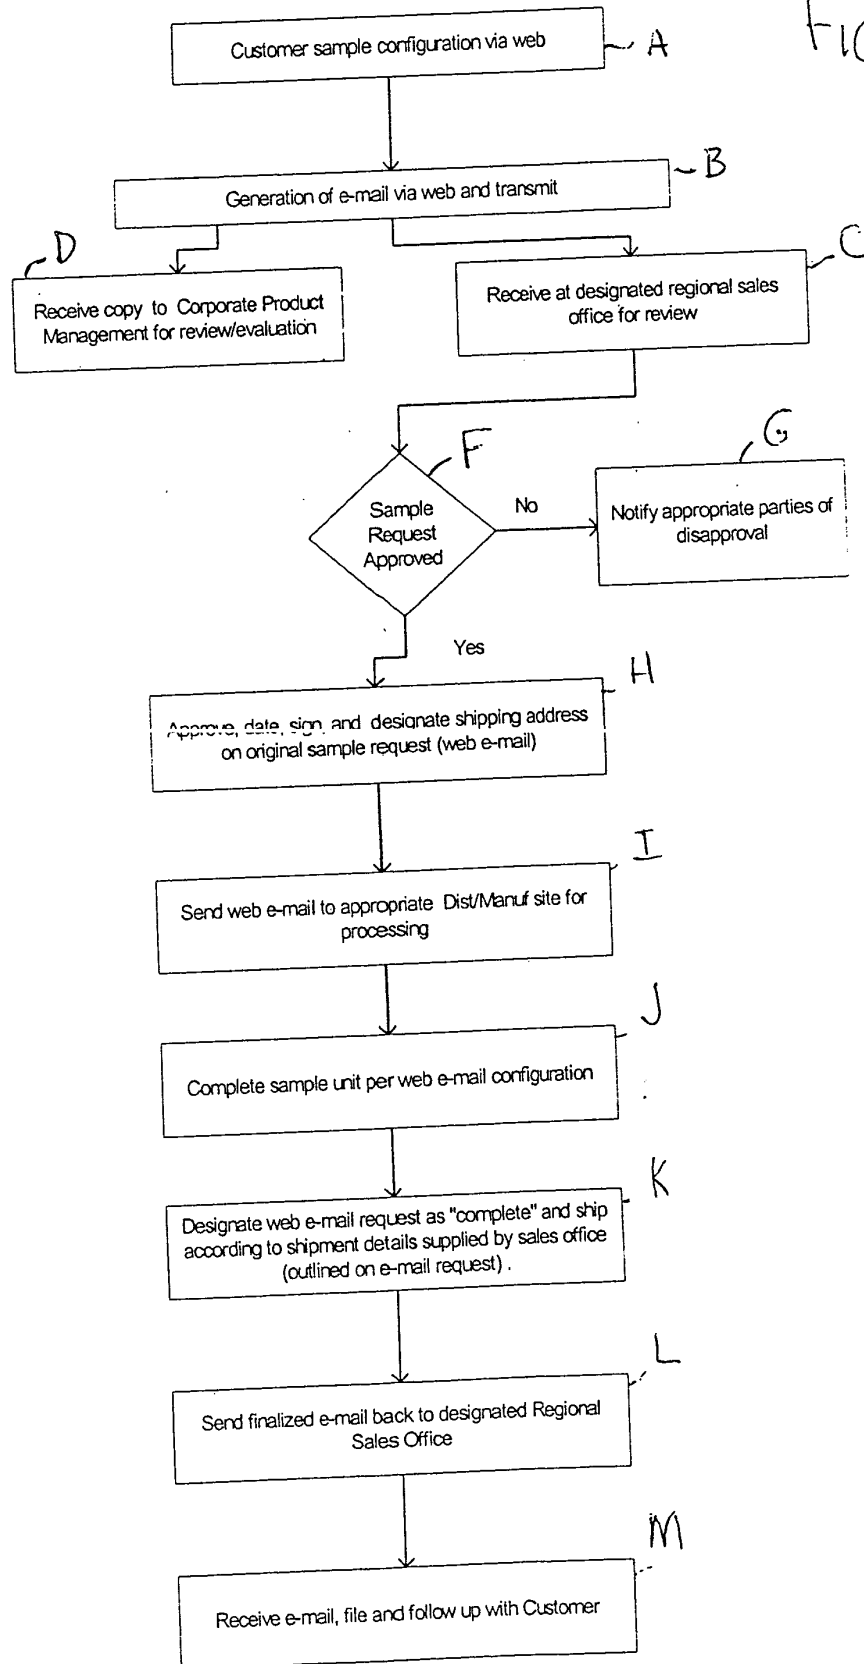 Customer sample configuration via web
A
Generation of e-mail via web and transmit
B
D
Receive copy to Corporate Product
Management for review/evaluation
C
Receive at designated regional sales
office for review
F
Sample
Request
Approved
No
G
Notify appropriate parties of
disapproval
Yes
H
Approve, date, sign, and designate shipping address
on original sample request (web e-mail)
I
Send web e-mail to appropriate Dist/Manuf site for
processing
J
Complete sample unit per web e-mail configuration
K
Designate web e-mail request as "complete" and ship
according to shipment details supplied by sales office
(outlined on e-mail request) .
L
Send finalized e-mail back to designated Regional
Sales Office
M
Receive e-mail, file and follow up with Customer